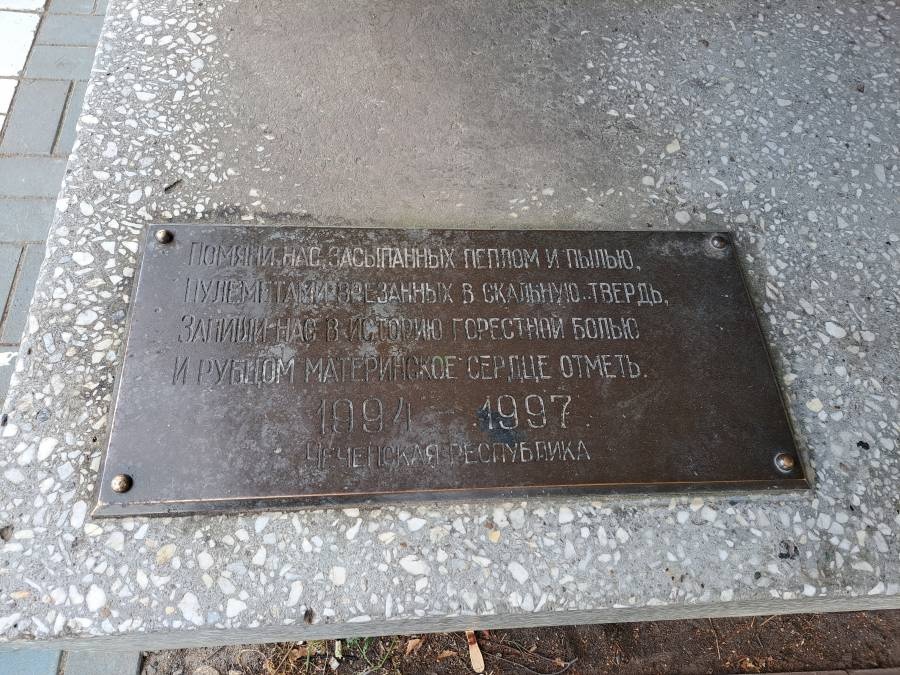 Помяни нас, засыпанных пеплом и пылью,
Пулеметами врезанных в скальную твердь,
Запиши нас в историю горестной болью
И рубцом материнское сердце отметь.
1994 1997
Чеченская Республика